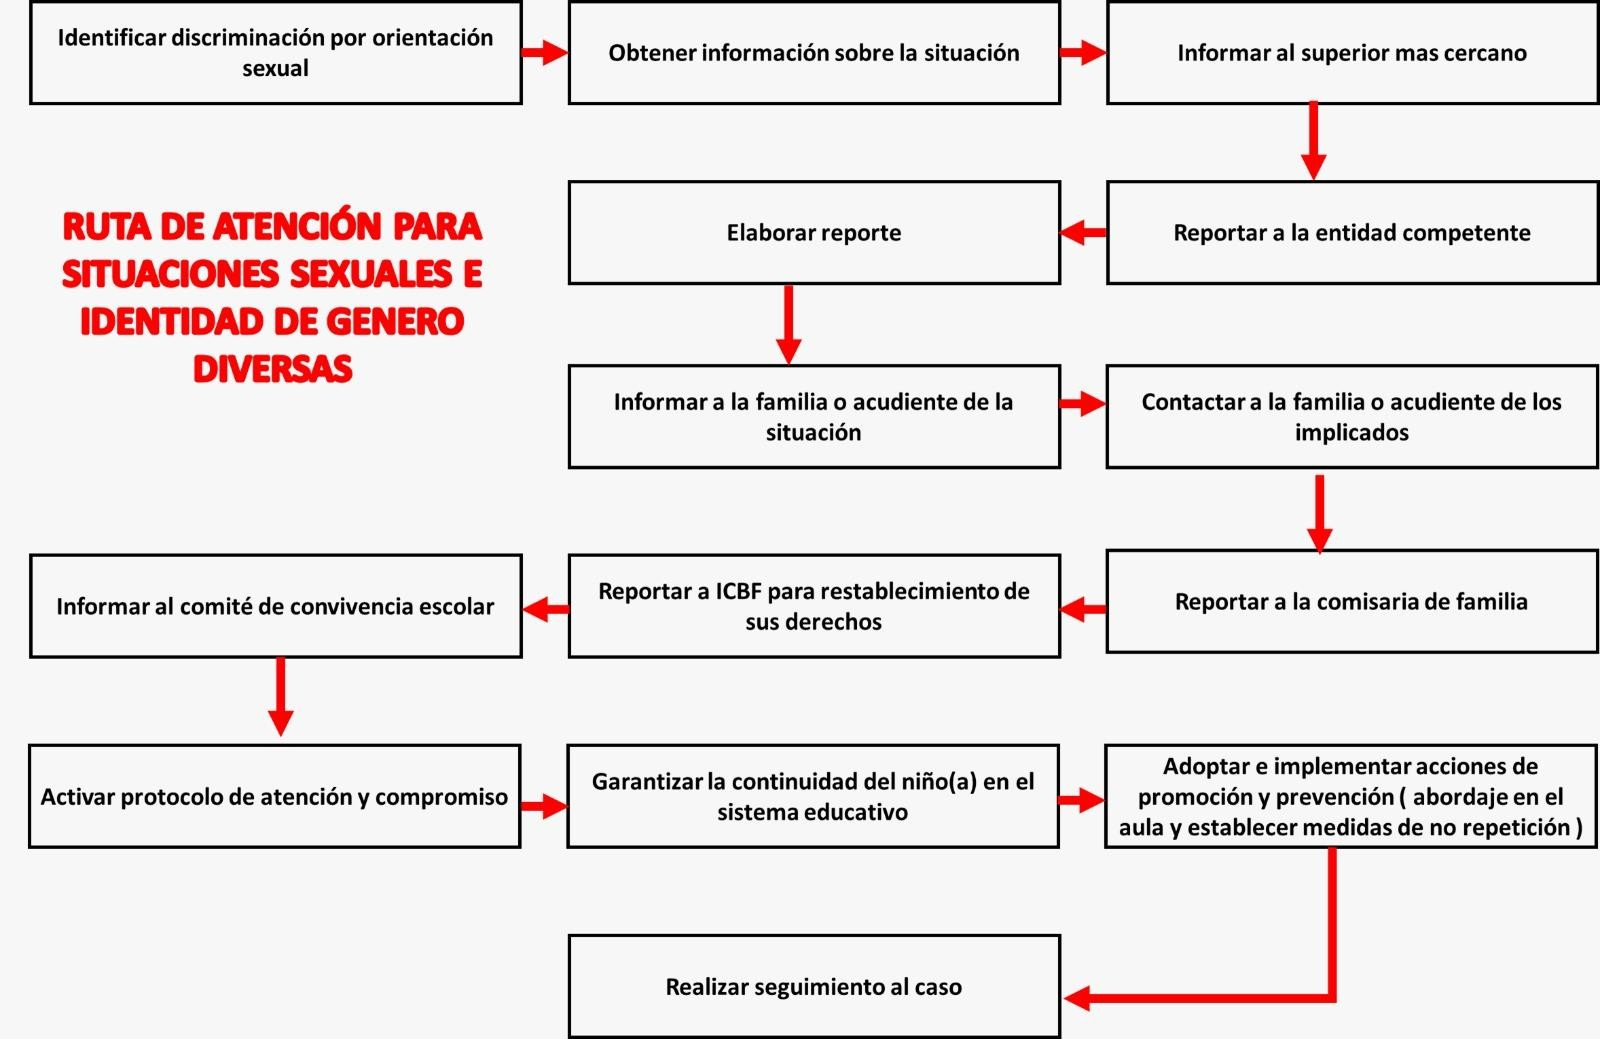 Identificar discriminación por orientación
sexual
Obtener información sobre la situación
Informar al superior mas cercano
RUTA DE ATENCIÓN PARA
SITUACIONES SEXUALES E
IDENTIDAD DE GENERO
DIVERSAS
Elaborar reporte
Reportar a la entidad competente
Informar a la familia o acudiente de la
situación
Contactar a la familia o acudiente de los
implicados
Informar al comité de convivencia escolar
Reportar a ICBF para restablecimiento de
sus derechos
Reportar a la comisaria de familia
Activar protocolo de atención y compromiso
Garantizar la continuidad del niño(a) en el
sistema educativo
Adoptar e implementar acciones de
promoción y prevención ( abordaje en el
aula y establecer medidas de no repetición )
Realizar seguimiento al caso